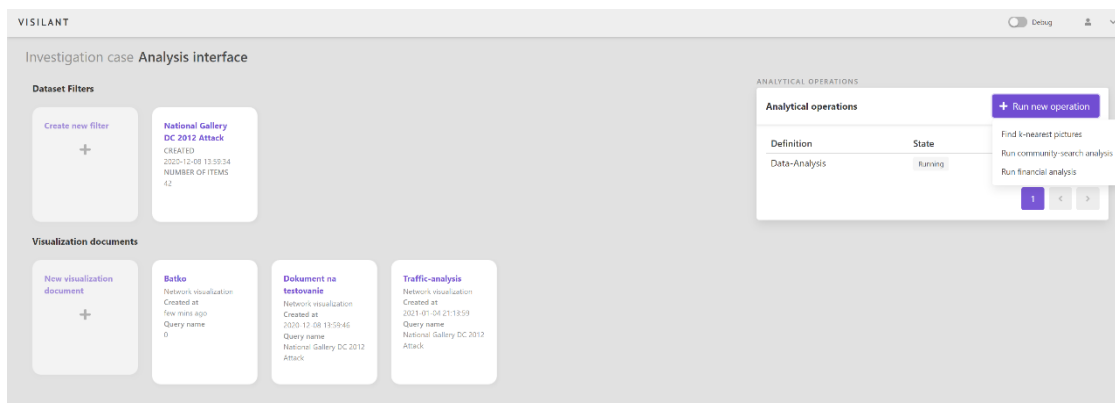 VISILANT
Debug
Investigation case Analysis interface
Dataset Filters
Create new filter
+
National Gallery
DC 2012 Attack
CREATED
2020-12-08 13:59:34
NUMBER OF ITEMS
42
Visualization documents
New visualization
document
+
Batko
Network visualization
Created at
few mins ago
Query name
0
Dokument na
testovanie
Network visualization
Created at
2020-12-08 13:59:46
Query name
National Gallery DC 2012
Attack
Traffic-analysis
Network visualization
Created at
2021-01-04 21:13:59
Query name
National Gallery DC 2012
Attack
ANALYTICAL OPERATIONS
Analytical operations
+ Run new operation
Find k-nearest pictures
Run community-search analysis
Run financial analysis
Definition State
Data-Analysis Running
1 < >